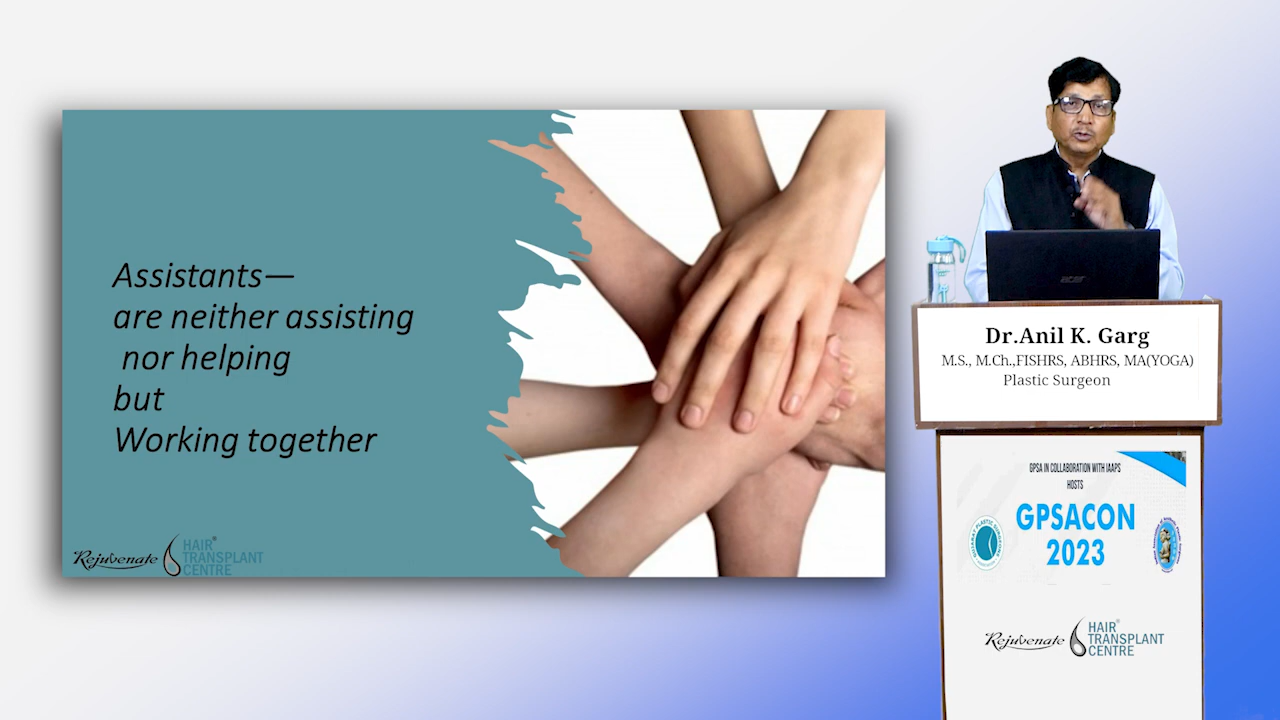 Assistants—
are neither assisting
nor helping
but
Working together
Rejuvenate HAIR® TRANSPLANT CENTRE
Dr.Anil K. Garg
M.S., M.Ch.,FISHRS, ABHRS, MA(YOGA)
Plastic Surgeon
GPSA IN COLLABORATION WITH IAAPS
HOSTS
GPSACON
2023
Rejuvenate HAIR® TRANSPLANT CENTRE